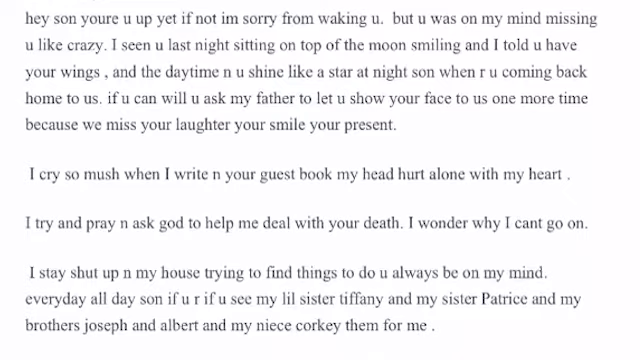 hey son youre u up yet if not im sorry from waking u. but u was on my mind missing
u like crazy. I seen u last night sitting on top of the moon smiling and I told u have
your wings , and the daytime n u shine like a star at night son when r u coming back
home to us. if u can will u ask my father to let u show your face to us one more time
because we miss your laughter your smile your present.
I cry so mush when I write n your guest book my head hurt alone with my heart .
I try and pray n ask god to help me deal with your death. I wonder why I cant go on.
I stay shut up n my house trying to find things to do u always be on my mind.
everyday all day son if u r if u see my lil sister tiffany and my sister Patrice and my
brothers joseph and albert and my niece corkey them for me .